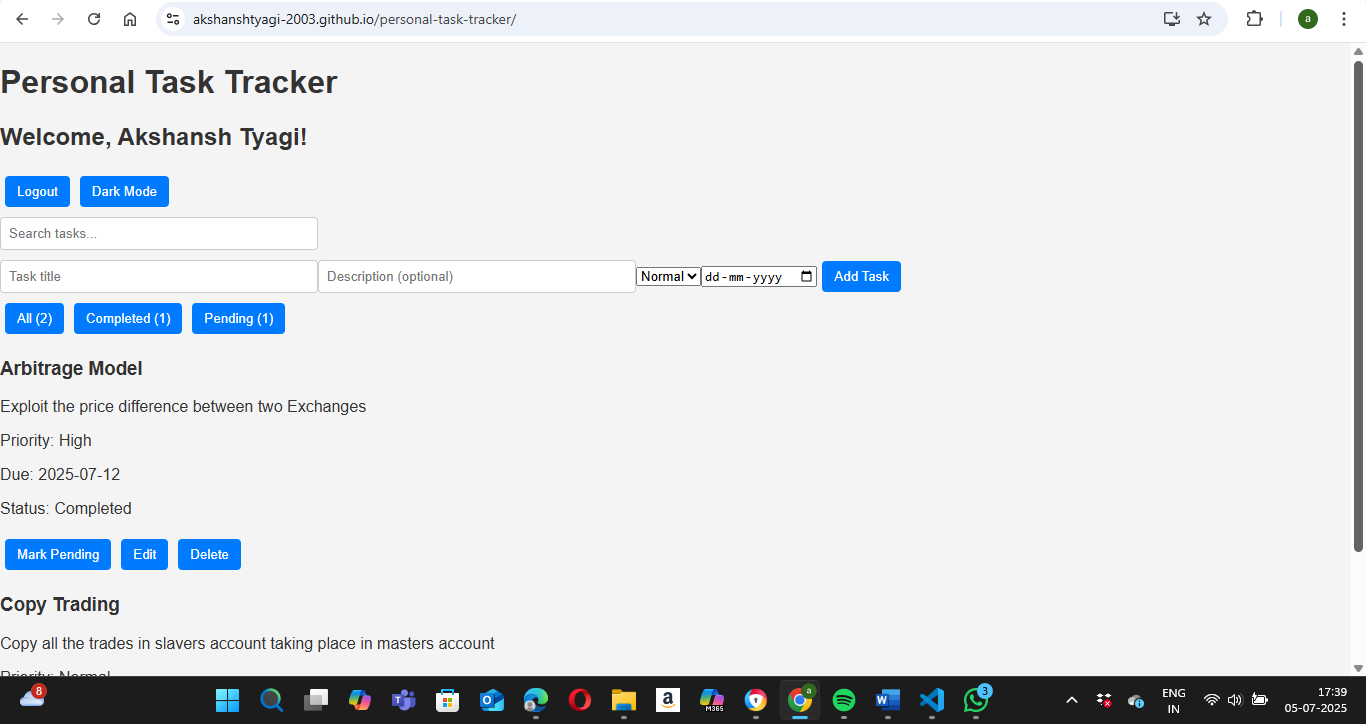 akshanshtyagi-2003.github.io/personal-task-tracker/
a
Personal Task Tracker
Welcome, Akshansh Tyagi!
Logout Dark Mode
Search tasks...
Task title Description (optional) Normal dd-mm-yyyy Add Task
All (2) Completed (1) Pending (1)
Arbitrage Model
Exploit the price difference between two Exchanges
Priority: High
Due: 2025-07-12
Status: Completed
Mark Pending Edit Delete
Copy Trading
Copy all the trades in slavers account taking place in masters account
Priority: Normal
8 a M365 a W 3 ENG 17:39
IN 05-07-2025